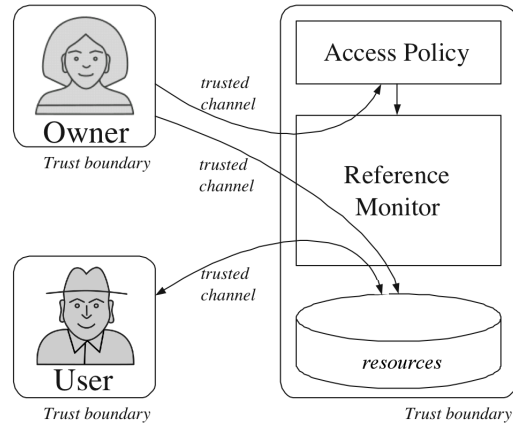 Owner
Trust boundary
trusted
channel
Access Policy
trusted
channel
Reference
Monitor
trusted
channel
User
Trust boundary
resources
Trust boundary